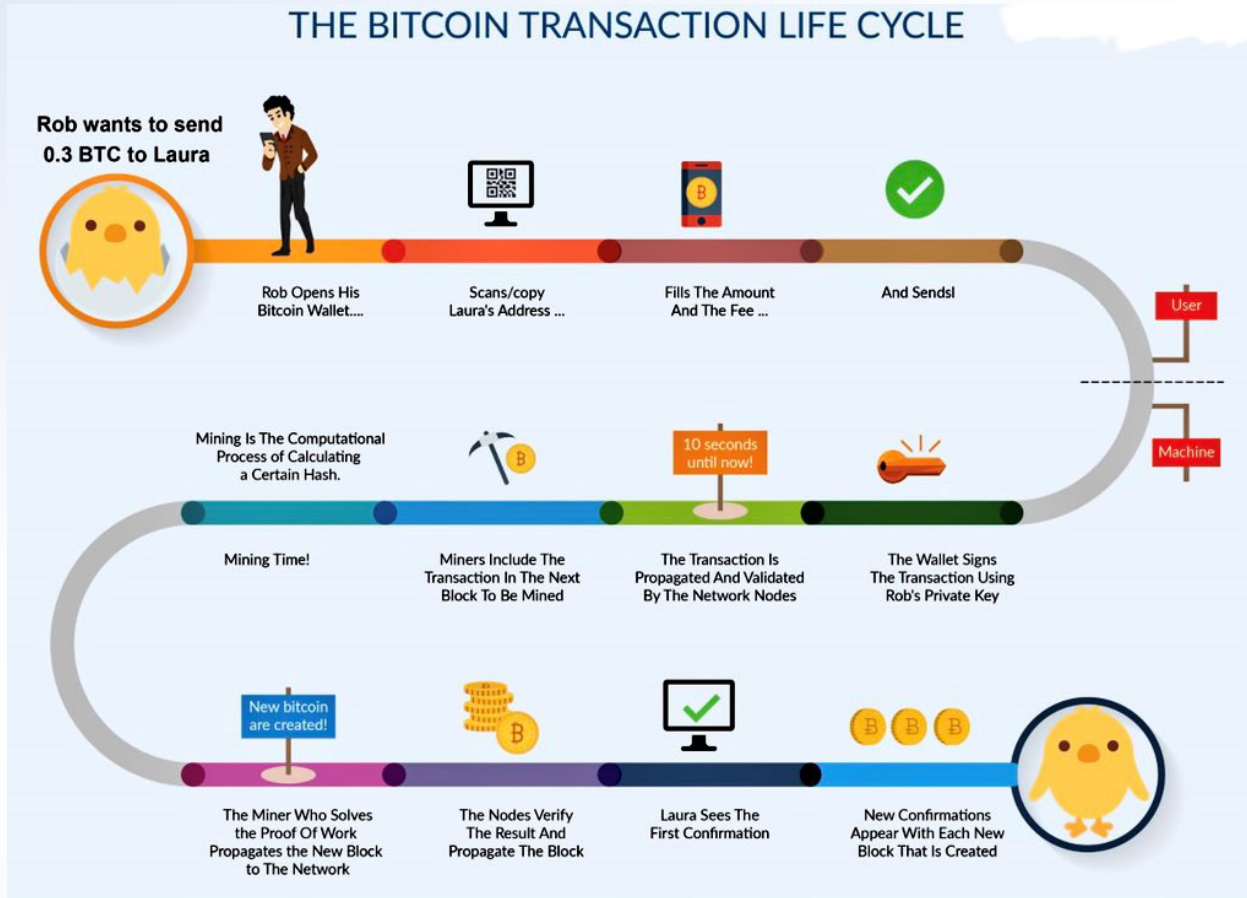 THE BITCOIN TRANSACTION LIFE CYCLE
Rob wants to send
0.3 BTC to Laura
Rob Opens His
Bitcoin Wallet....
Scans/copy
Laura's Address ...
Fills The Amount
And The Fee ...
And Sends!
User
Machine
10 seconds
until now!
The Wallet Signs
The Transaction Using
Rob's Private Key
The Transaction Is
Propagated And Validated
By The Network Nodes
Miners Include The
Transaction In The Next
Block To Be Mined
Mining Is The Computational
Process of Calculating
a Certain Hash.
Mining Time!
New bitcoin
are created!
The Miner Who Solves
the Proof Of Work
Propagates the New Block
to The Network
The Nodes Verify
The Result And
Propagate The Block
Laura Sees The
First Confirmation
New Confirmations
Appear With Each New
Block That Is Created